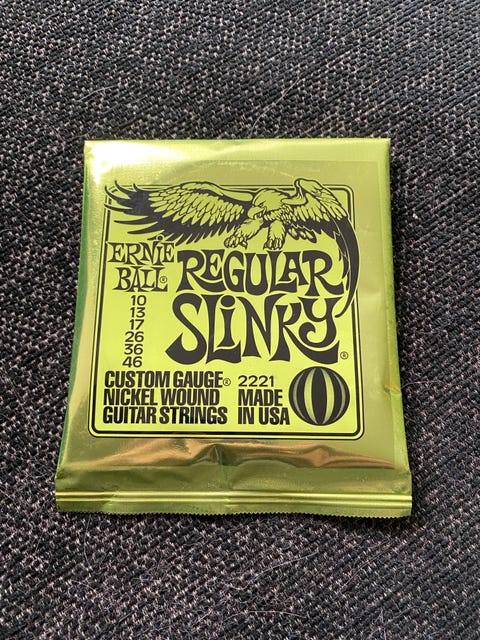 ERNIE
BALL®
REGULAR
SLINKY®
10
13
17
26
36
46
CUSTOM GAUGE®
NICKEL WOUND
GUITAR STRINGS
2221
MADE
IN USA